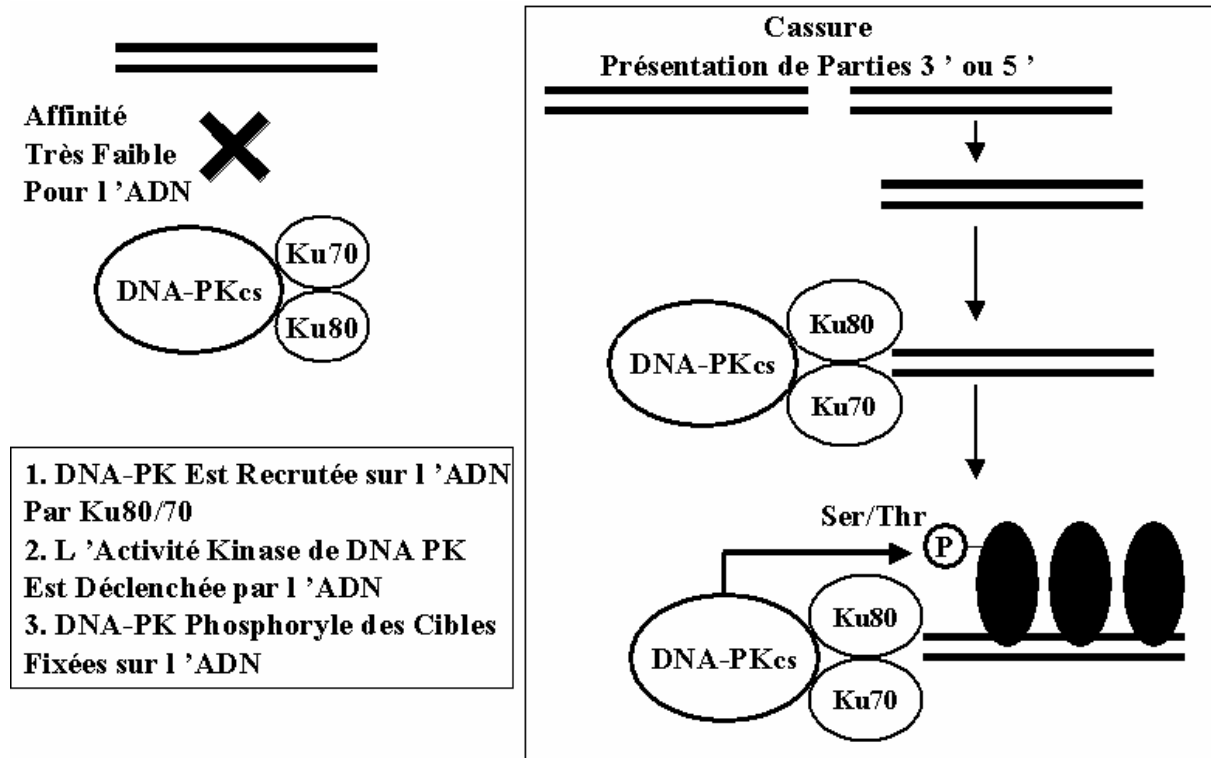 Affinité
Très Faible
Pour l ’ADN
DNA-PKcs
Ku70
Ku80
1. DNA-PK Est Recrutée sur l ’ADN
Par Ku80/70
2. L ’Activité Kinase de DNA PK
Est Déclenchée par l ’ADN
3. DNA-PK Phosphoryle des Cibles
Fixées sur l ’ADN
Cassure
Présentation de Parties 3 ’ ou 5 ’
DNA-PKcs
Ku80
Ku70
Ser/Thr
P
DNA-PKcs
Ku80
Ku70